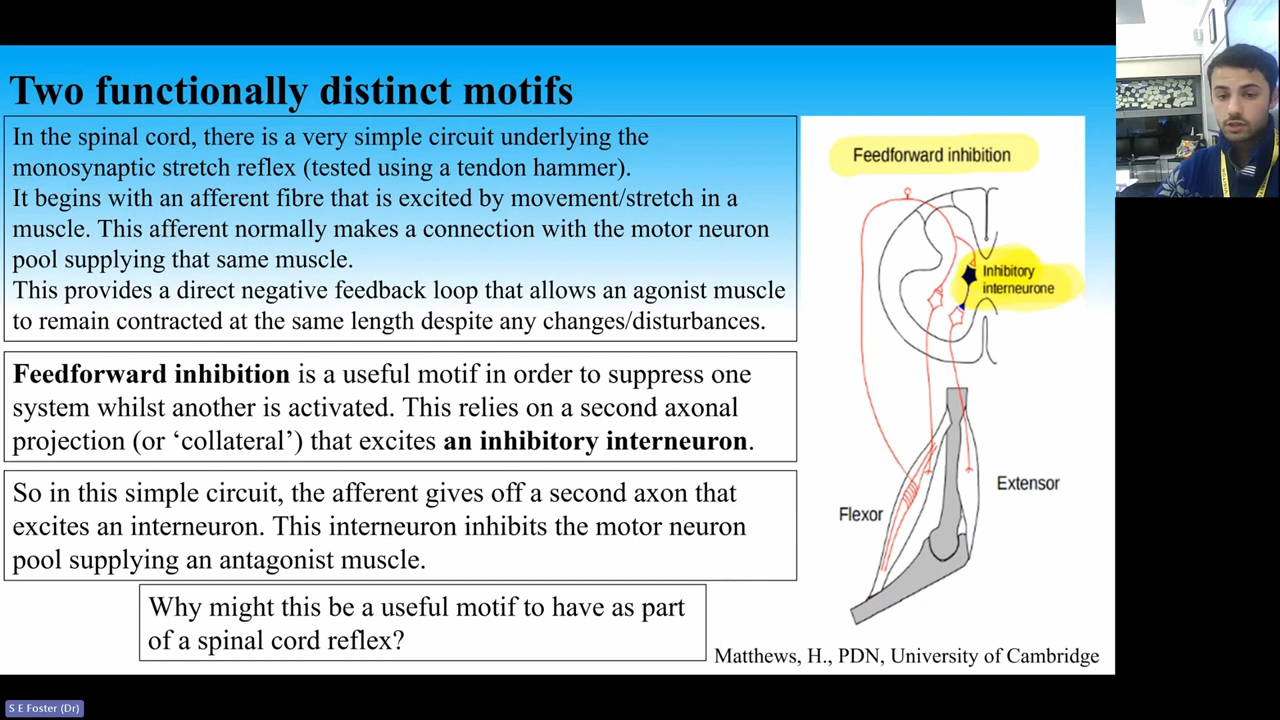 Two functionally distinct motifs
In the spinal cord, there is a very simple circuit underlying the
monosynaptic stretch reflex (tested using a tendon hammer).
It begins with an afferent fibre that is excited by movement/stretch in a
muscle. This afferent normally makes a connection with the motor neuron
pool supplying that same muscle.
This provides a direct negative feedback loop that allows an agonist muscle
to remain contracted at the same length despite any changes/disturbances.
Feedforward inhibition is a useful motif in order to suppress one
system whilst another is activated. This relies on a second axonal
projection (or ‘collateral’) that excites an inhibitory interneuron.
So in this simple circuit, the afferent gives off a second axon that
excites an interneuron. This interneuron inhibits the motor neuron
pool supplying an antagonist muscle.
Why might this be a useful motif to have as part
of a spinal cord reflex?
Feedforward inhibition
Inhibitory
interneurone
Extensor
Flexor
Matthews, H., PDN, University of Cambridge
S E Foster (Dr)